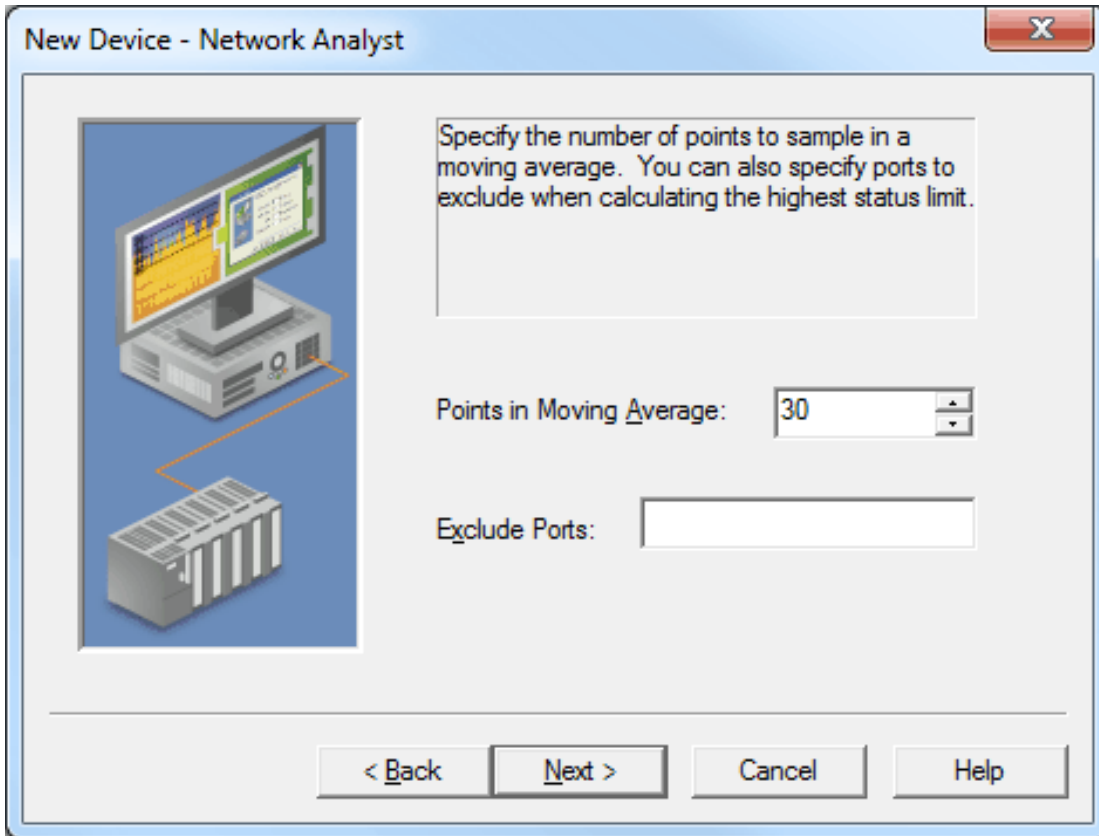 New Device - Network Analyst
X
Specify the number of points to sample in a
moving average.  You can also specify ports to
exclude when calculating the highest status limit.
Points in Moving Average:
30
Exclude Ports:
< Back
Next >
Cancel
Help